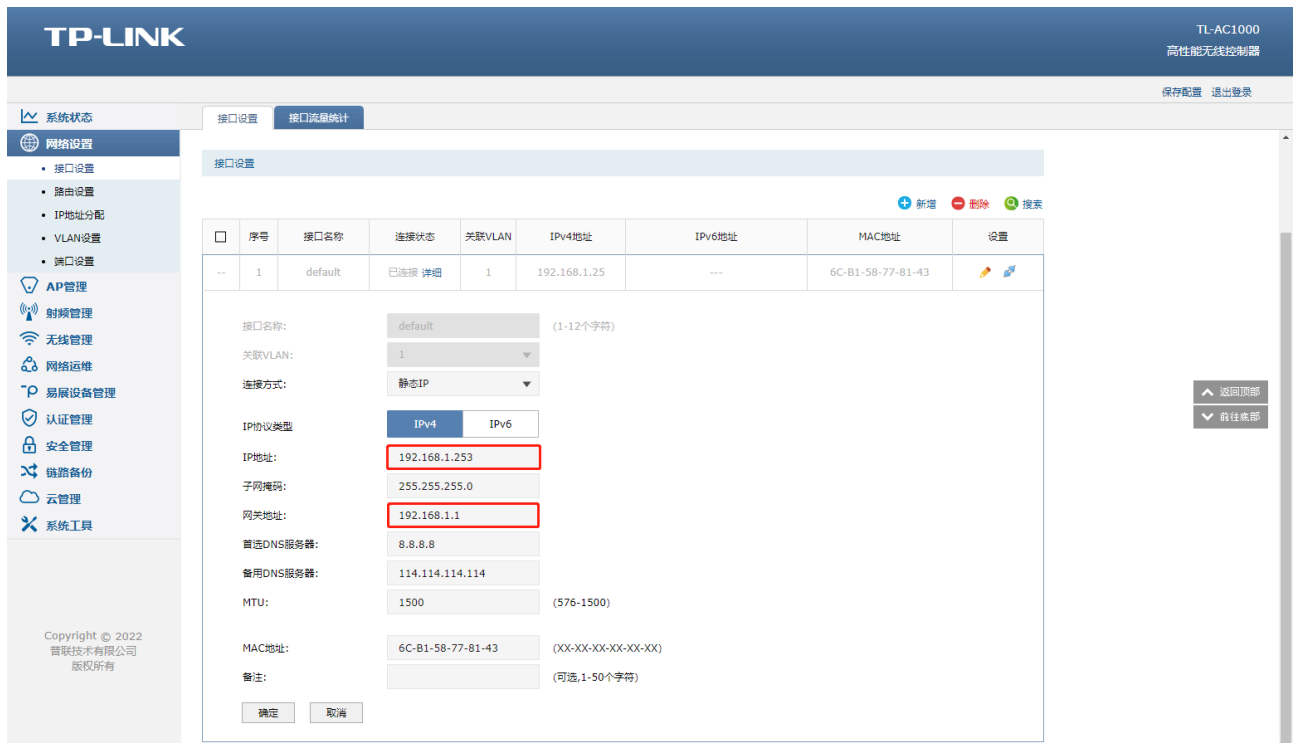 TP-LINK
TL-AC1000
高性能无线控制器
保存配置 退出登录
系统状态
网络设置
• 接口设置
• 路由设置
• IP地址分配
• VLAN设置
• 端口设置
AP管理
射频管理
无线管理
网络运维
易展设备管理
认证管理
安全管理
链路备份
云管理
系统工具
Copyright © 2022
普联技术有限公司
版权所有
接口设置 接口流量统计
接口设置
新增 删除 搜索
序号 接口名称 连接状态 关联VLAN IPv4地址 IPv6地址 MAC地址 设置
-- 1 default 已连接 详细 1 192.168.1.25 --- 6C-B1-58-77-81-43
接口名称: default (1-12个字符)
关联VLAN: 1
连接方式: 静态IP
IP协议类型 IPv4 IPv6
IP地址: 192.168.1.253
子网掩码: 255.255.255.0
网关地址: 192.168.1.1
首选DNS服务器: 8.8.8.8
备用DNS服务器: 114.114.114.114
MTU: 1500 (576-1500)
MAC地址: 6C-B1-58-77-81-43 (XX-XX-XX-XX-XX-XX)
备注: (可选,1-50个字符)
确定 取消
返回顶部
前往底部